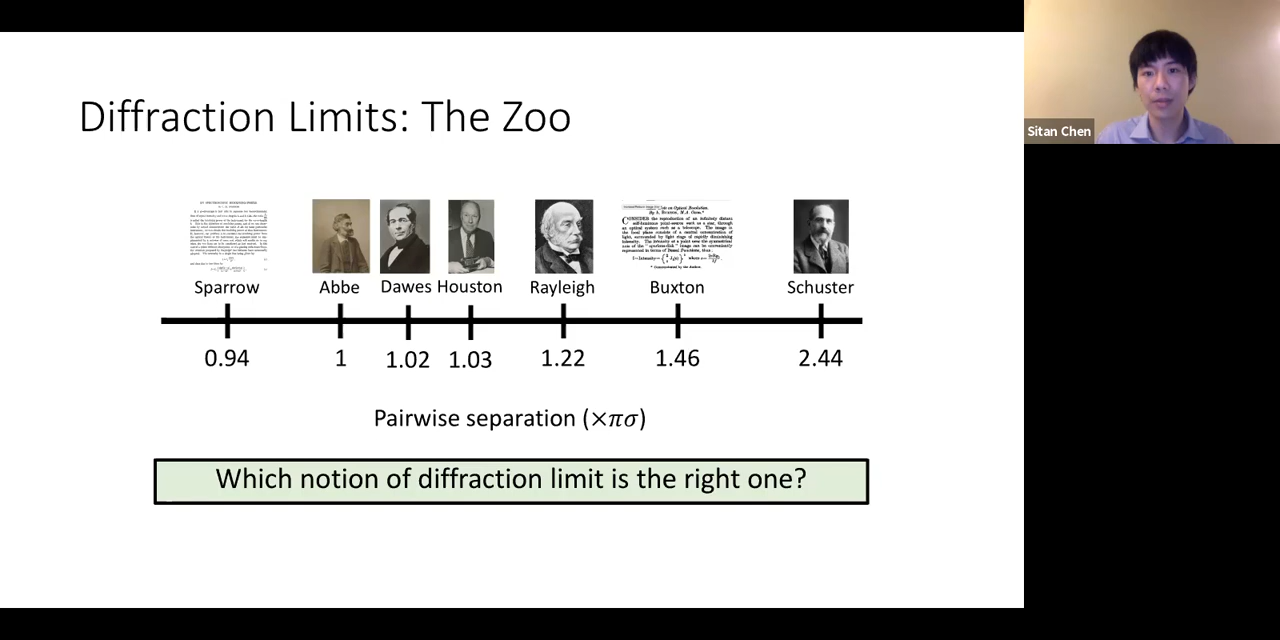 Diffraction Limits: The Zoo
Sitan Chen
Sparrow
Abbe
Dawes
Houston
Rayleigh
Buxton
Schuster
0.94
1
1.02
1.03
1.22
1.46
2.44
Pairwise separation (×πσ)
Which notion of diffraction limit is the right one?